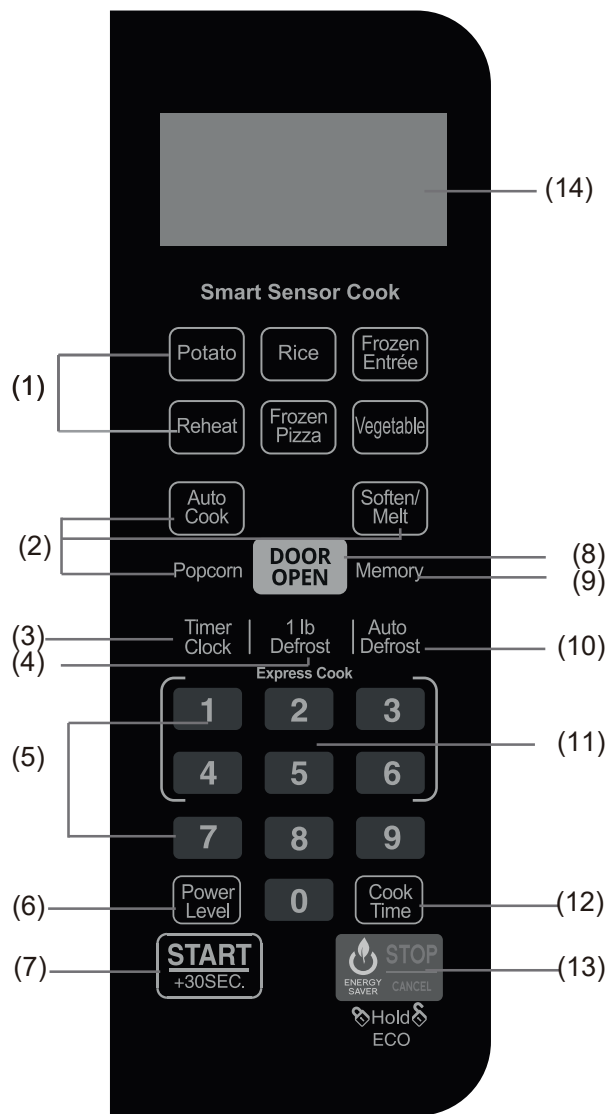 (14)
Smart Sensor Cook
Potato Rice Frozen Entrée
(1)
Reheat Frozen Pizza Vegetable
Auto Cook Soften/ Melt
(2)
Popcorn DOOR OPEN Memory
(8)
(9)
(3)
Timer Clock 1 lb Defrost Auto Defrost
(4)
(10)
Express Cook
1 2 3
(5)
(11)
4 5 6
7 8 9
(6)
Power Level 0 Cook Time
(12)
(7)
START
+30SEC.
ENERGY SAVER
STOP
CANCEL
(13)
Hold
ECO